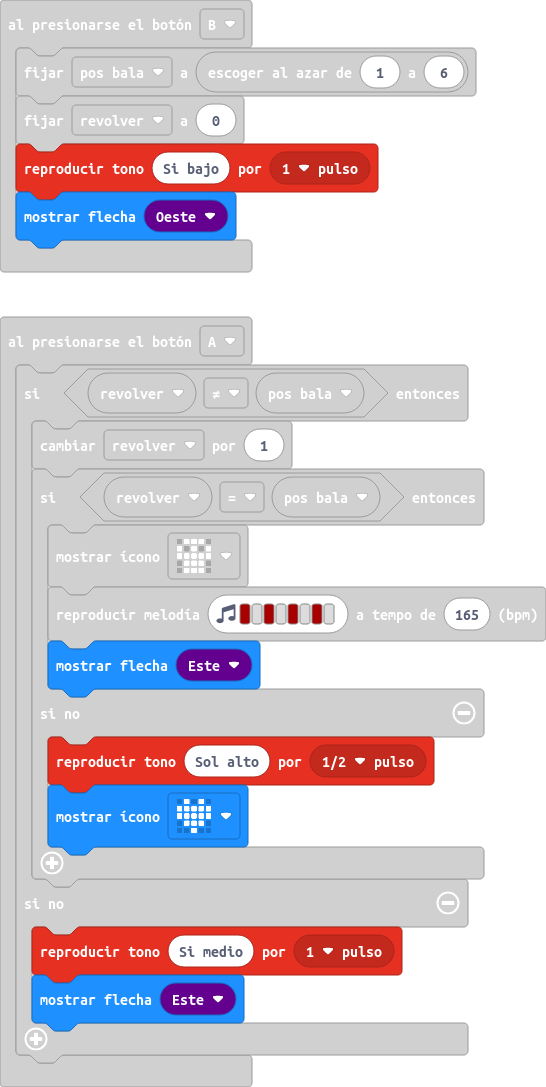 al presionarse el botón B
fijar pos bala a escoger al azar de 1 a 6
fijar revolver a 0
reproducir tono Si bajo por 1 pulso
mostrar flecha Oeste
al presionarse el botón A
si revolver ≠ pos bala entonces
cambiar revolver por 1
si revolver = pos bala entonces
mostrar ícono
reproducir melodía a tempo de 165 (bpm)
mostrar flecha Este
si no
reproducir tono Sol alto por 1/2 pulso
mostrar ícono
si no
reproducir tono Si medio por 1 pulso
mostrar flecha Este